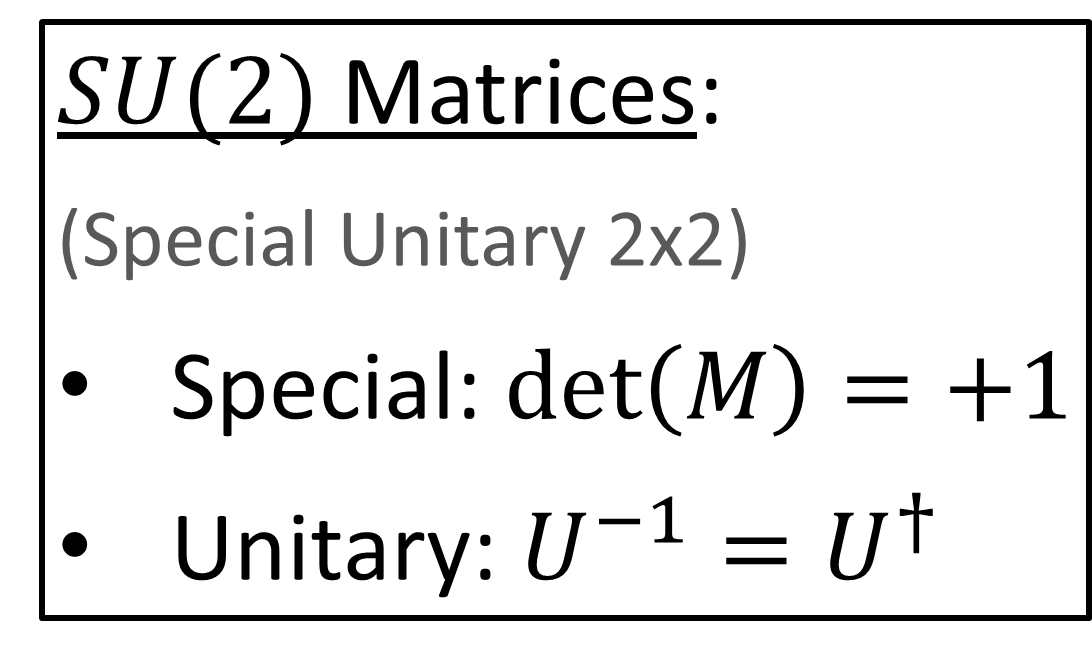 SU(2) Matrices:
(Special Unitary 2x2)
• Special: det(M) = +1
• Unitary: U⁻¹ = U†